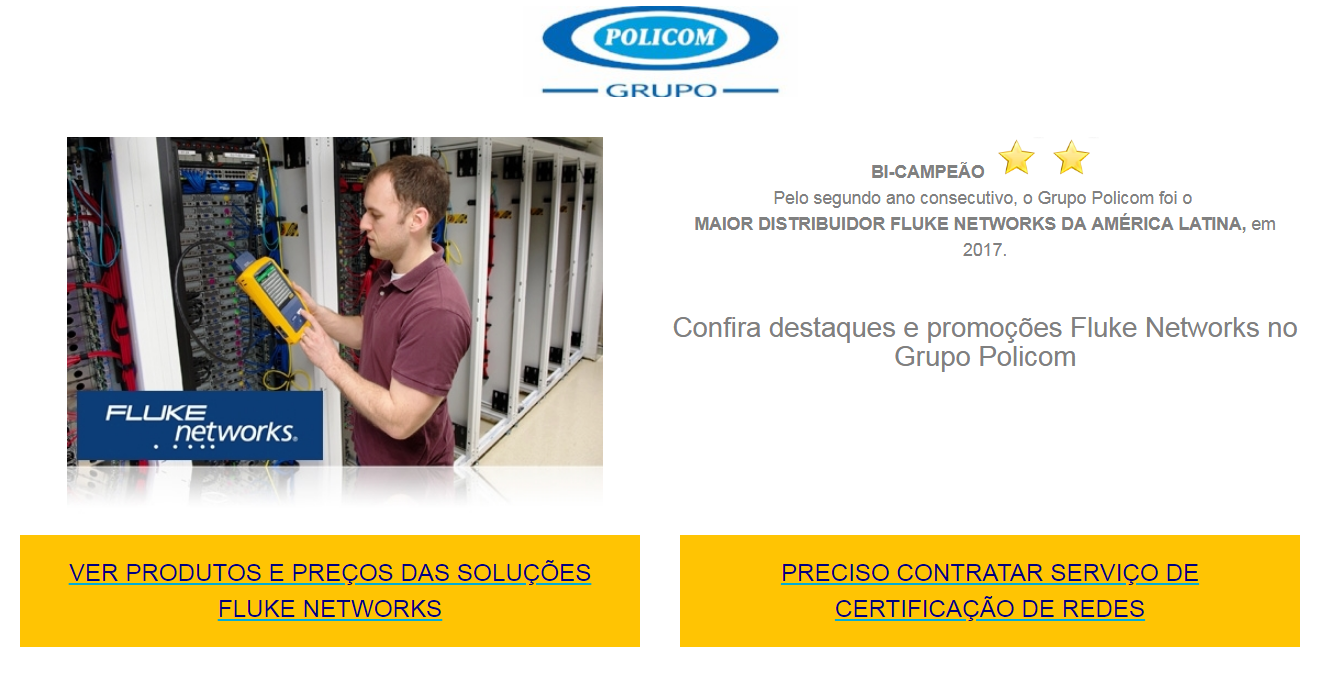 POLICOM
GRUPO
BI-CAMPEÃO
Pelo segundo ano consecutivo, o Grupo Policom foi o
MAIOR DISTRIBUIDOR FLUKE NETWORKS DA AMÉRICA LATINA, em
2017.
Confira destaques e promoções Fluke Networks no
Grupo Policom
FLUKE
networks®
VER PRODUTOS E PREÇOS DAS SOLUÇÕES
FLUKE NETWORKS
PRECISO CONTRATAR SERVIÇO DE
CERTIFICAÇÃO DE REDES